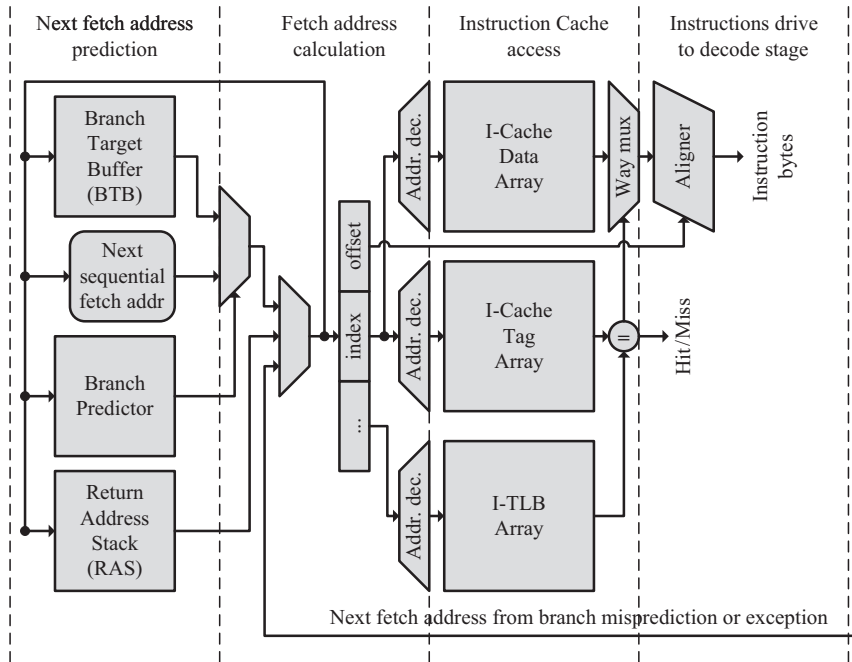 Next fetch address
prediction
Fetch address
calculation
Instruction Cache
access
Instructions drive
to decode stage
Branch
Target
Buffer
(BTB)
Next
sequential
fetch addr
Branch
Predictor
Return
Address
Stack
(RAS)
offset
index
...
Addr. dec.
I-Cache
Data
Array
Way mux
Aligner
Instruction
bytes
Addr. dec.
I-Cache
Tag
Array
=
Hit/Miss
Addr. dec.
I-TLB
Array
Next fetch address from branch misprediction or exception